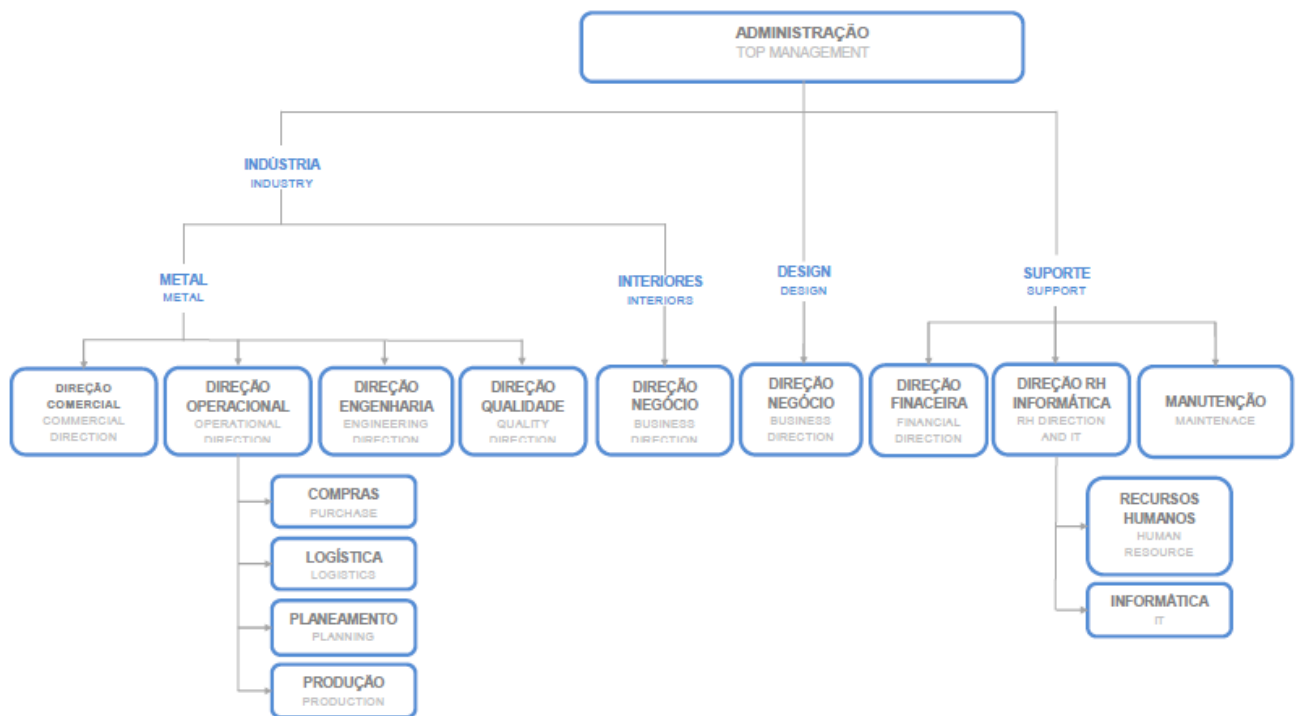 ADMINISTRAÇÃO
TOP MANAGEMENT
INDÚSTRIA
INDUSTRY
METAL
METAL
INTERIORES
INTERIORS
DESIGN
DESIGN
SUPORTE
SUPPORT
DIREÇÃO
COMERCIAL
COMMERCIAL
DIRECTION
DIREÇÃO
OPERACIONAL
OPERATIONAL
DIRECTION
DIREÇÃO
ENGENHARIA
ENGINEERING
DIRECTION
DIREÇÃO
QUALIDADE
QUALITY
DIRECTION
DIREÇÃO
NEGÓCIO
BUSINESS
DIRECTION
DIREÇÃO
NEGÓCIO
BUSINESS
DIRECTION
DIREÇÃO
FINACEIRA
FINANCIAL
DIRECTION
DIREÇÃO RH
INFORMÁTICA
RH DIRECTION
AND IT
MANUTENÇÃO
MAINTENACE
COMPRAS
PURCHASE
LOGÍSTICA
LOGISTICS
PLANEAMENTO
PLANNING
PRODUÇÃO
PRODUCTION
RECURSOS
HUMANOS
HUMAN
RESOURCE
INFORMÁTICA
IT